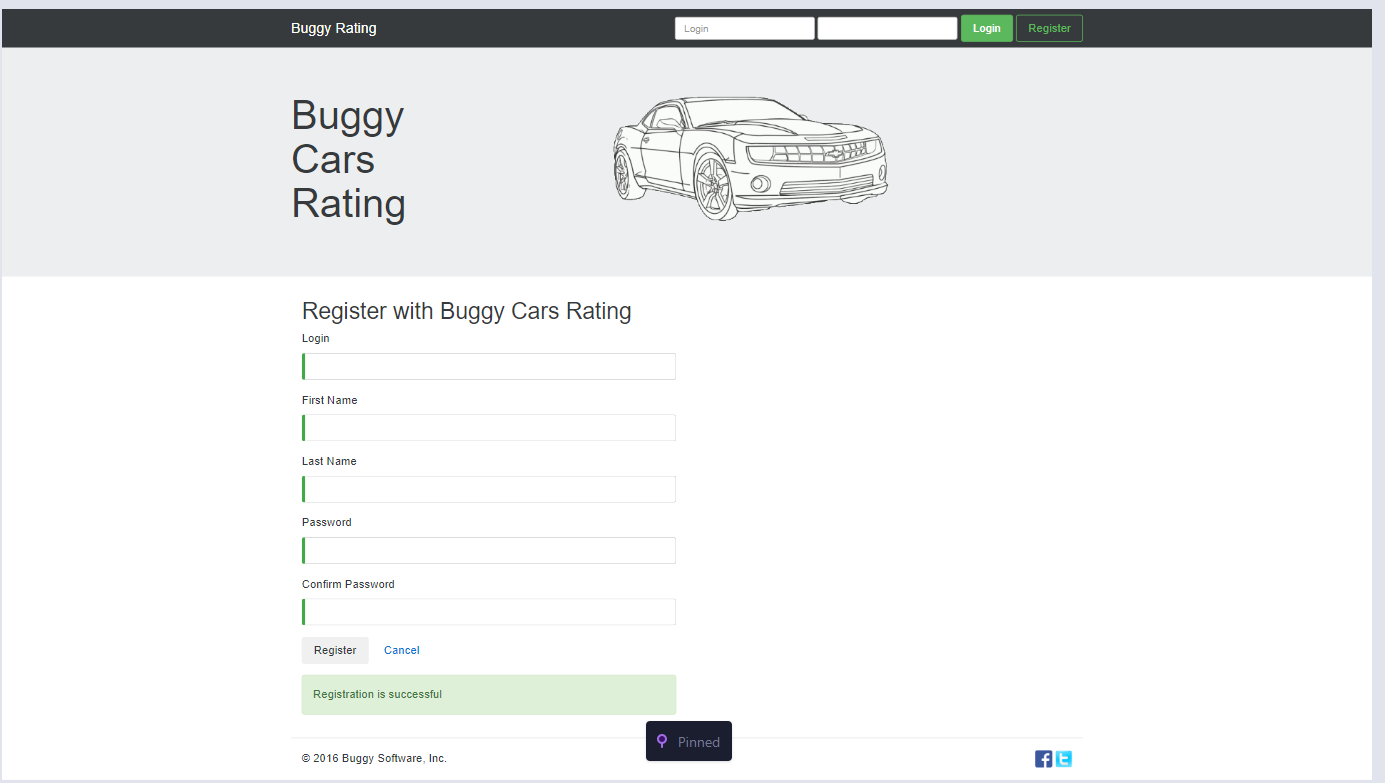 Buggy Rating
Login
Login
Register
Buggy
Cars
Rating
Register with Buggy Cars Rating
Login
First Name
Last Name
Password
Confirm Password
Register
Cancel
Registration is successful
Pinned
© 2016 Buggy Software, Inc.